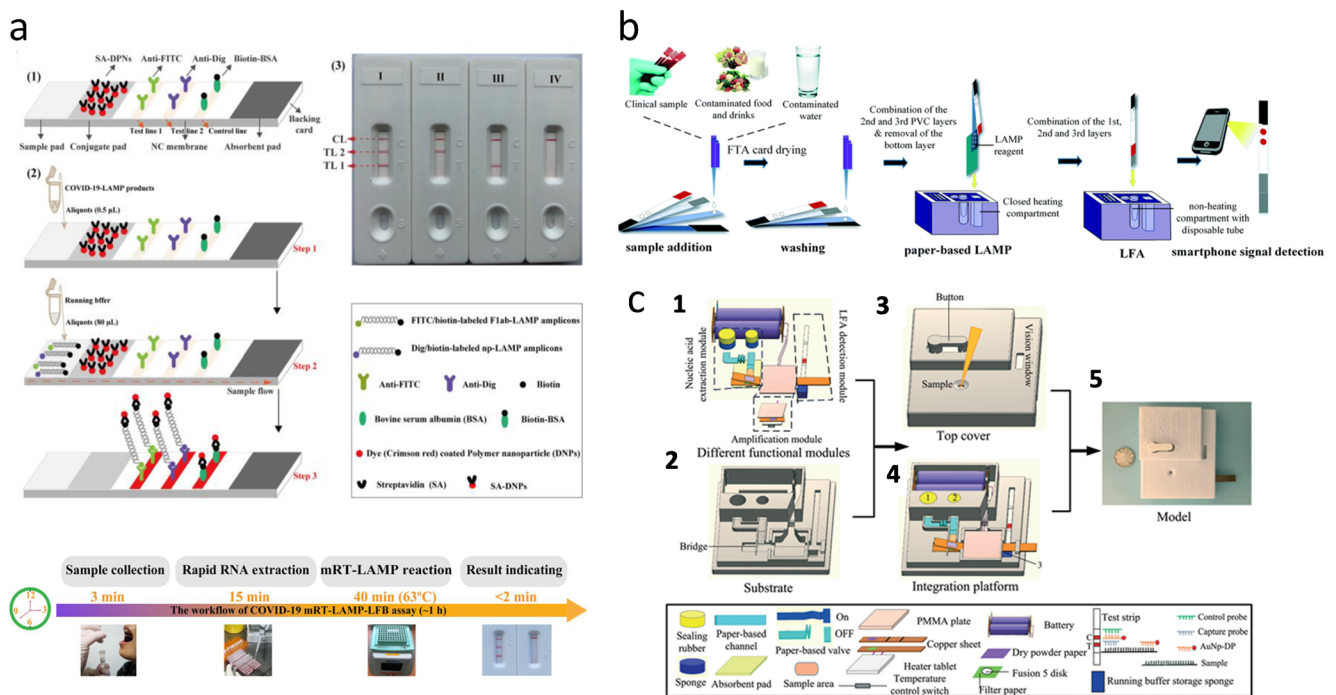 a
(1)
SA-DPNs
Anti-FITC
Anti-Dig
Biotin-BSA
Backing
card
Test line 1
Test line 2
Control line
Sample pad
Conjugate pad
NC membrane
Absorbent pad
(2)
COVID-19-LAMP products
Aliquots (0.5 μL)
Step 1
Running bffer
Aliquots (80 μL)
Step 2
Sample flow
Step 3
(3)
I
II
III
IV
CL
TL 2
TL 1
C
T
S
C
T
S
C
T
S
C
T
S
FITC/biotin-labeled F1ab-LAMP amplicons
Dig/biotin-labeled np-LAMP amplicons
Anti-FITC
Anti-Dig
Biotin
Bovine serum albumin (BSA)
Biotin-BSA
Dye (Crimson red) coated Polymer nanoparticle (DNPs)
Streptavidin (SA)
SA-DNPs
Sample collection
Rapid RNA extraction
mRT-LAMP reaction
Result indicating
3 min
15 min
40 min (63°C)
<2 min
12
3
6
9
The workflow of COVID-19 mRT-LAMP-LFB assay (~1 h)
b
Clinical sample
Contaminated food
and drinks
Contaminated
water
FTA card drying
sample addition
washing
Combination of the
2nd and 3rd PVC layers
& removal of the
bottom layer
LAMP
reagent
Closed heating
compartment
paper-based LAMP
Combination of the 1st,
2nd and 3rd layers
non-heating
compartment with
disposable tube
LFA
smartphone signal detection
C
1
Nucleic acid
extraction module
LFA detection module
Amplification module
Different functional modules
2
Bridge
Substrate
3
Button
Vision window
Sample
Top cover
4
1
2
3
Integration platform
5
Model
Sealing
rubber
Paper-based
channel
On
OFF
Paper-based valve
PMMA plate
Copper sheet
Battery
Dry powder paper
Test strip
C
T
Control probe
Capture probe
AuNp-DP
Sample
Sponge
Absorbent pad
Sample area
Heater tablet
Temperature
control switch
Fusion 5 disk
Filter paper
Running buffer storage sponge